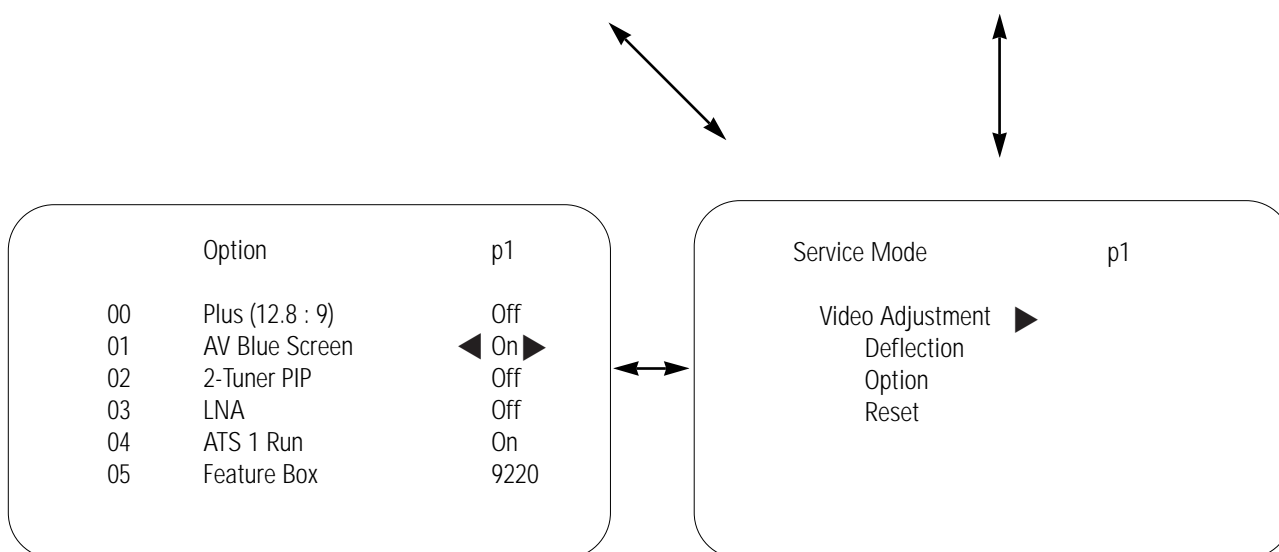 Option p1
00 Plus (12.8 : 9) Off
01 AV Blue Screen ◀ On ▶
02 2-Tuner PIP Off
03 LNA Off
04 ATS 1 Run On
05 Feature Box 9220
Service Mode p1
Video Adjustment ▶
Deflection
Option
Reset